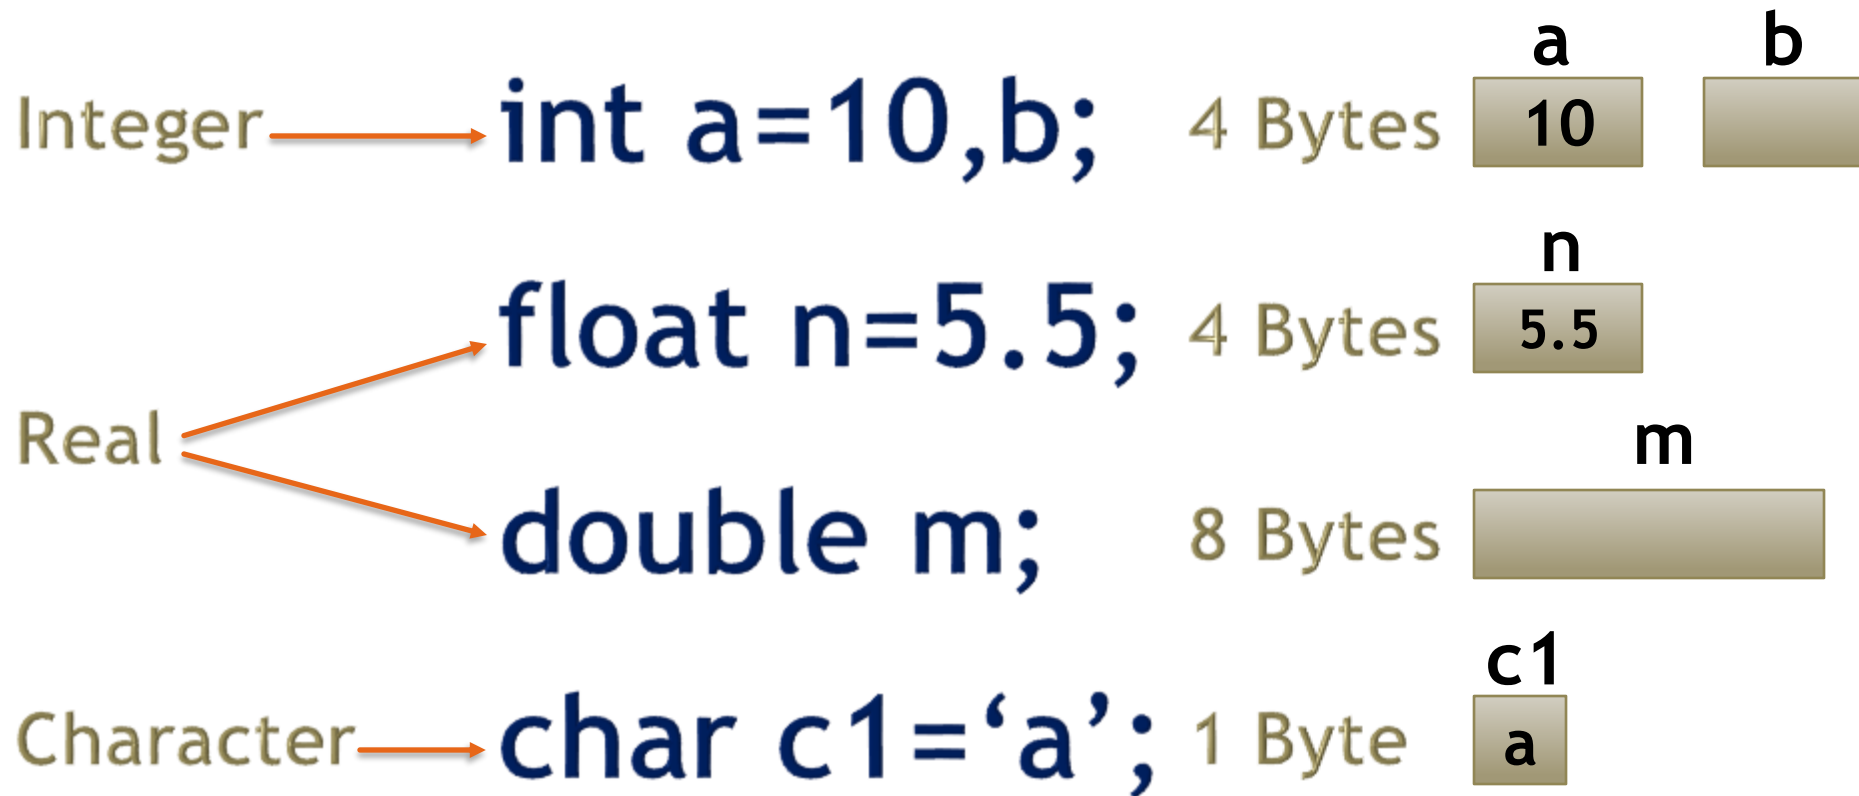 a b
Integer int a=10,b; 4 Bytes 10
n
float n=5.5; 4 Bytes 5.5
Real
m
double m; 8 Bytes
c1
Character char c1=‘a’; 1 Byte a